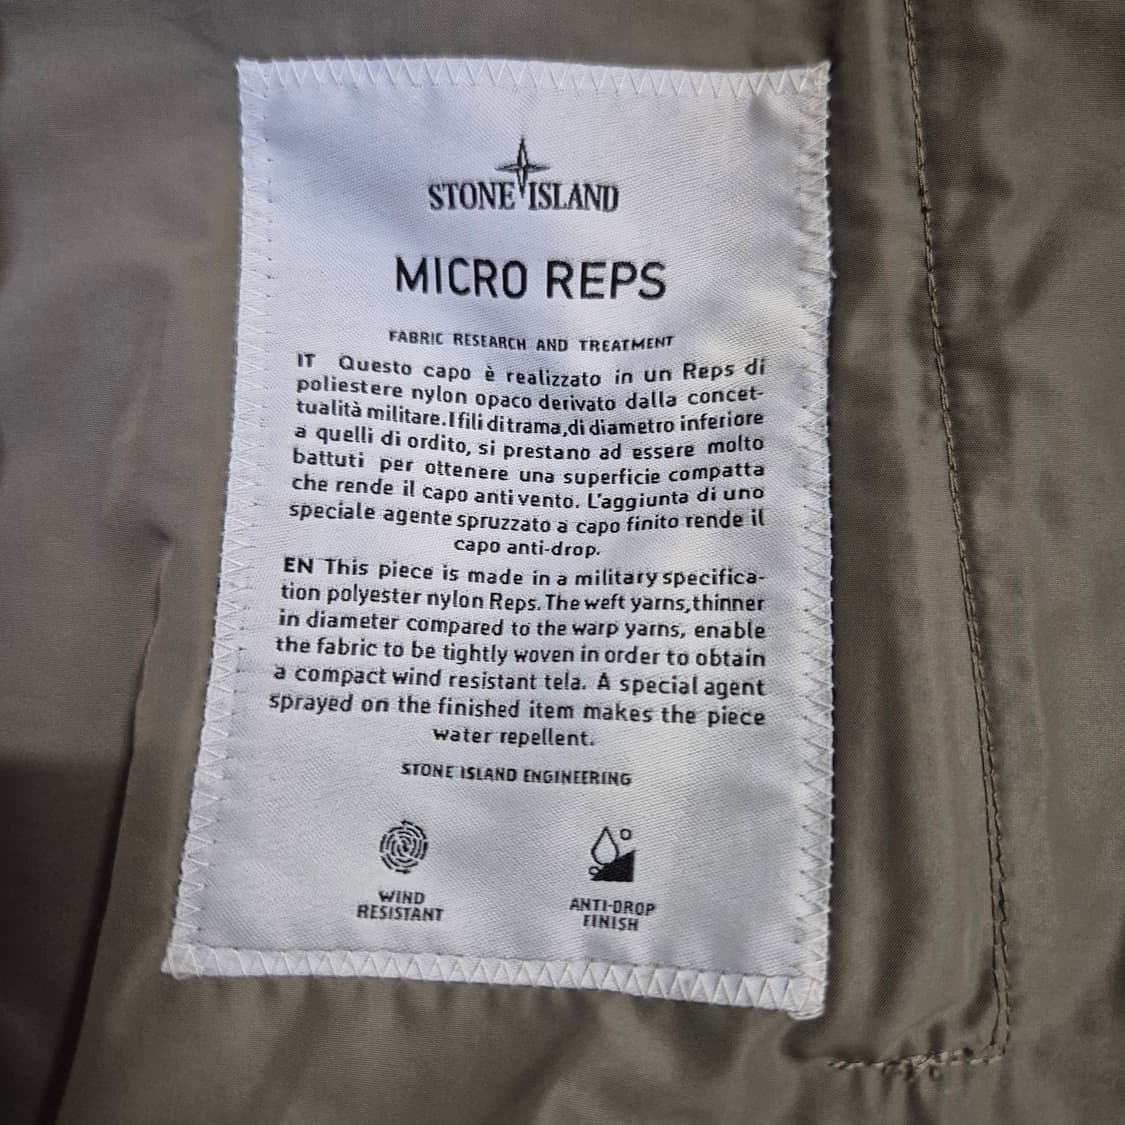 STONE ISLAND
MICRO REPS
FABRIC RESEARCH AND TREATMENT
IT Questo capo è realizzato in un Reps di
poliestere nylon opaco derivato dalla concet-
tualità militare. I fili di trama, di diametro inferiore
a quelli di ordito, si prestano ad essere molto
battuti per ottenere una superficie compatta
che rende il capo anti vento. L'aggiunta di uno
speciale agente spruzzato a capo finito rende il
capo anti-drop.
EN This piece is made in a military specifica-
tion polyester nylon Reps. The weft yarns, thinner
in diameter compared to the warp yarns, enable
the fabric to be tightly woven in order to obtain
a compact wind resistant tela. A special agent
sprayed on the finished item makes the piece
water repellent.
STONE ISLAND ENGINEERING
WIND
RESISTANT
ANTI-DROP
FINISH